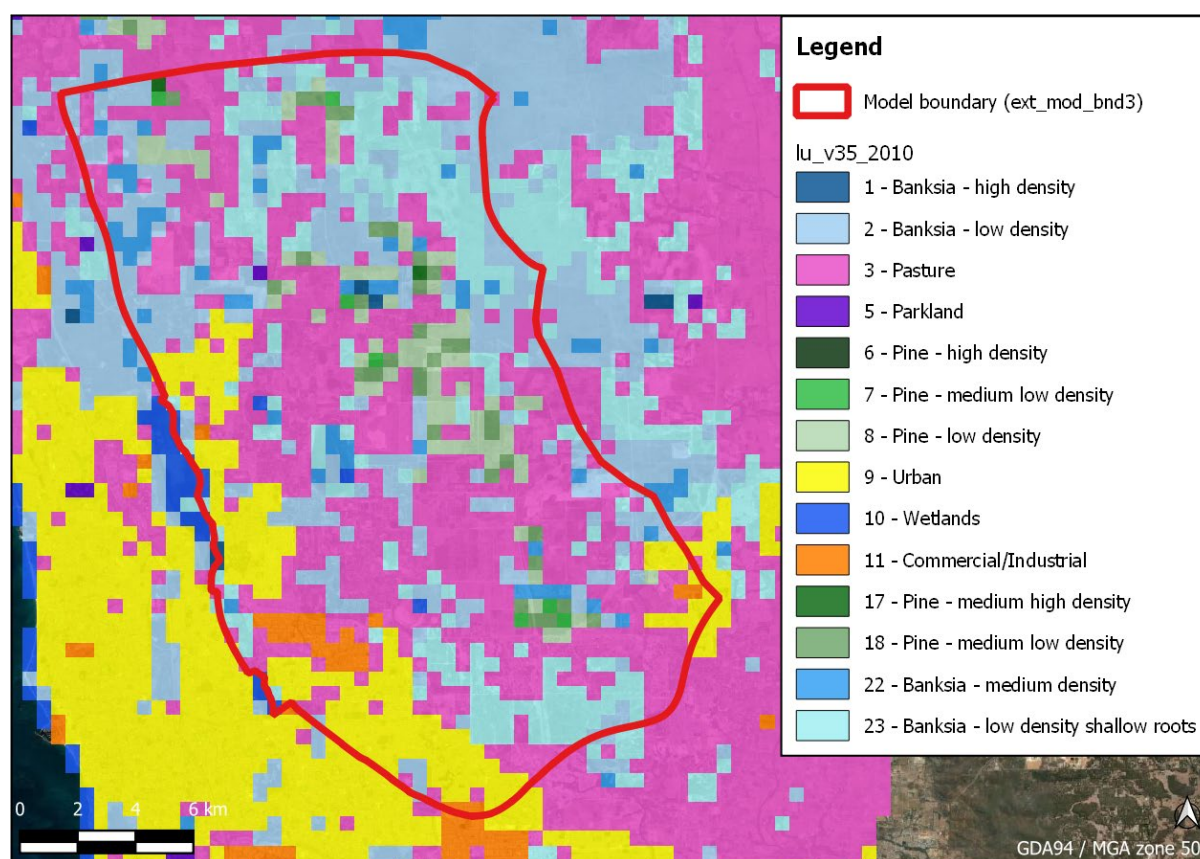 Legend
Model boundary (ext_mod_bnd3)
lu_v35_2010
1 - Banksia - high density
2 - Banksia - low density
3 - Pasture
5 - Parkland
6 - Pine - high density
7 - Pine - medium low density
8 - Pine - low density
9 - Urban
10 - Wetlands
11 - Commercial/Industrial
17 - Pine - medium high density
18 - Pine - medium low density
22 - Banksia - medium density
23 - Banksia - low density shallow roots
0 2 4 6 km
GDA94 / MGA zone 50